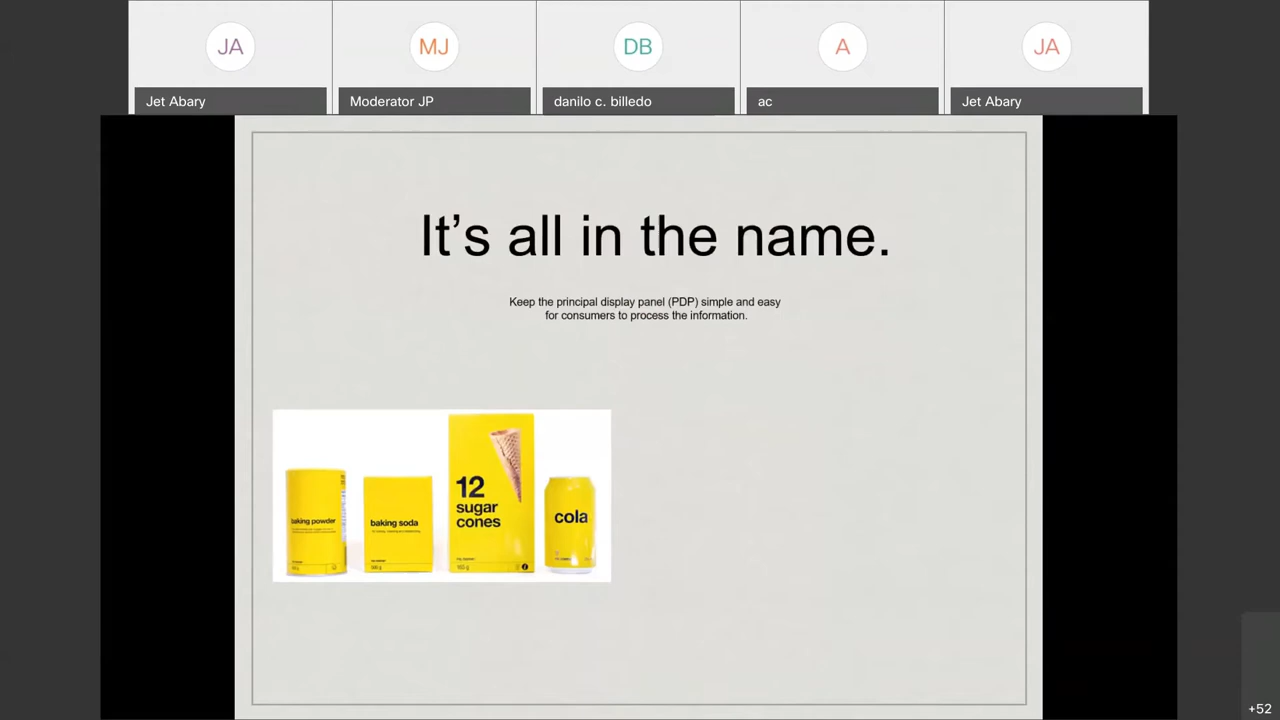 JA
MJ
DB
A
JA
Jet Abary
Moderator JP
danilo c. billedo
ac
Jet Abary
It's all in the name.
Keep the principal display panel (PDP) simple and easy
for consumers to process the information.
baking powder
baking soda
12
sugar
cones
cola
+52